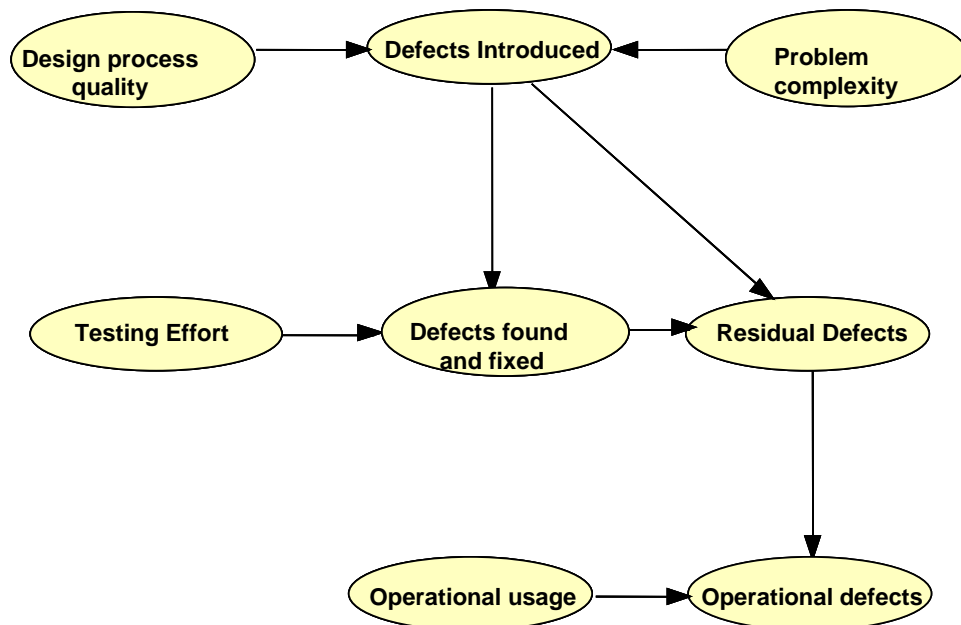 Design process
quality
Defects Introduced
Problem
complexity
Testing Effort
Defects found
and fixed
Residual Defects
Operational usage
Operational defects